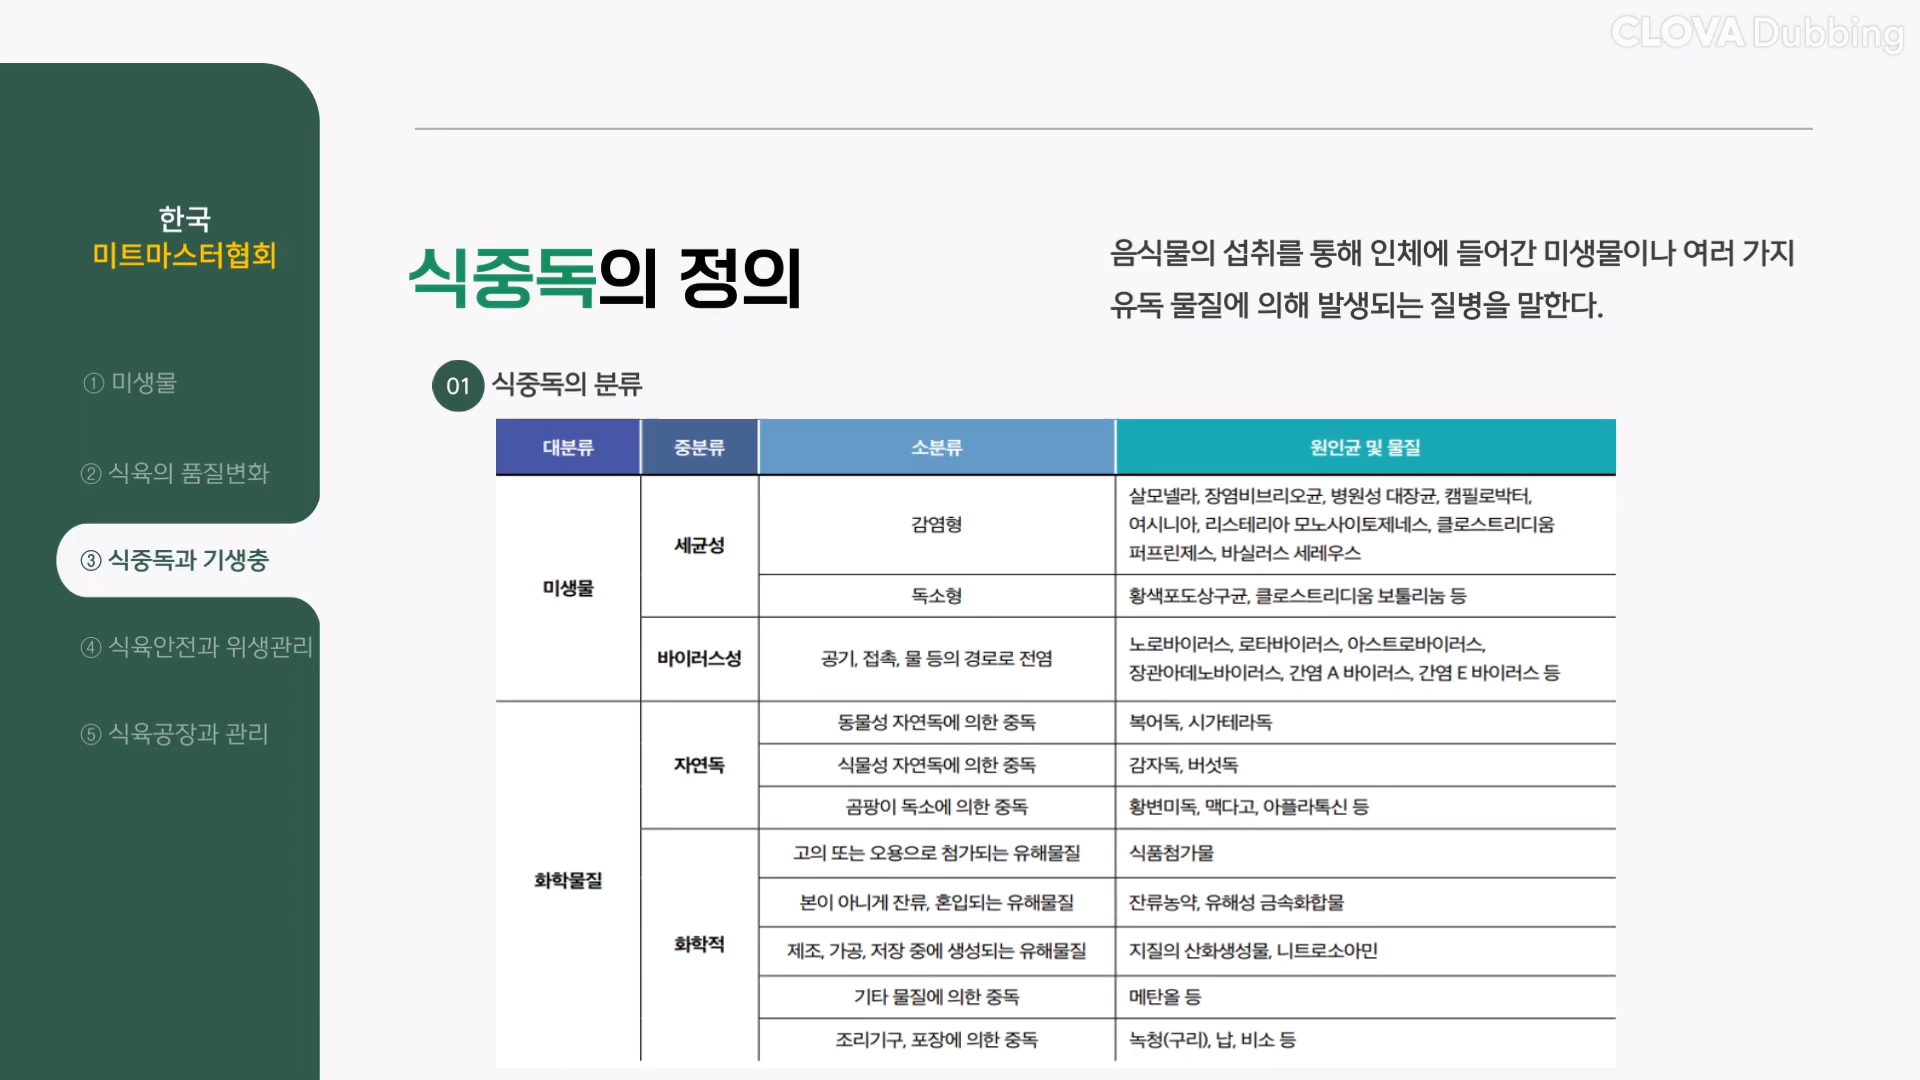 CLOVA Dubbing
한국
미트마스터협회
① 미생물
② 식육의 품질변화
③ 식중독과 기생충
④ 식육안전과 위생관리
⑤ 식육공장과 관리
식중독의 정의
음식물의 섭취를 통해 인체에 들어간 미생물이나 여러 가지
유독 물질에 의해 발생되는 질병을 말한다.
01 식중독의 분류
대분류 중분류 소분류 원인균 및 물질
미생물
세균성
감염형
살모넬라, 장염비브리오균, 병원성 대장균, 캠필로박터,
여시니아, 리스테리아 모노사이토제네스, 클로스트리디움
퍼프린제스, 바실러스 세레우스
독소형
황색포도상구균, 클로스트리디움 보툴리눔 등
바이러스성
공기, 접촉, 물 등의 경로로 전염
노로바이러스, 로타바이러스, 아스트로바이러스,
장관아데노바이러스, 간염 A 바이러스, 간염 E 바이러스 등
화학물질
자연독
동물성 자연독에 의한 중독
복어독, 시가테라독
식물성 자연독에 의한 중독
감자독, 버섯독
곰팡이 독소에 의한 중독
황변미독, 맥다고, 아플라톡신 등
화학적
고의 또는 오용으로 첨가되는 유해물질
식품첨가물
본이 아니게 잔류, 혼입되는 유해물질
잔류농약, 유해성 금속화합물
제조, 가공, 저장 중에 생성되는 유해물질
지질의 산화생성물, 니트로소아민
기타 물질에 의한 중독
메탄올 등
조리기구, 포장에 의한 중독
녹청(구리), 납, 비소 등